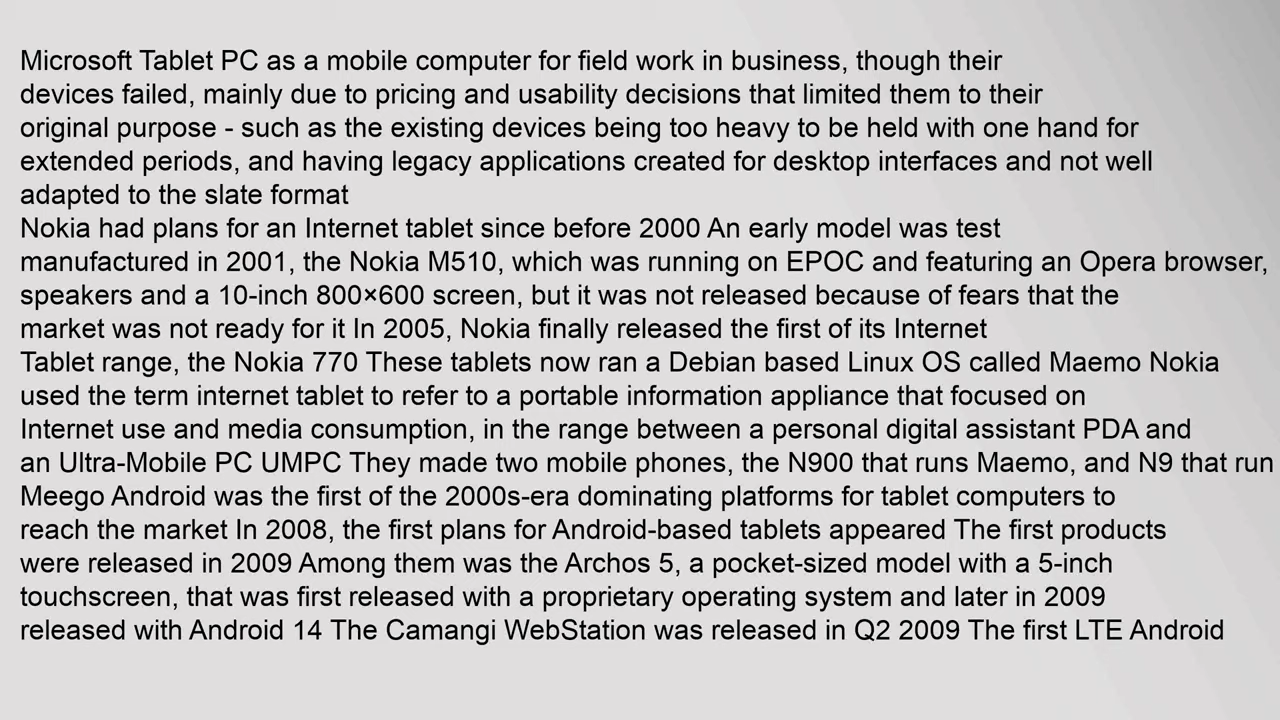 Microsoft Tablet PC as a mobile computer for field work in business, though their
devices failed, mainly due to pricing and usability decisions that limited them to their
original purpose - such as the existing devices being too heavy to be held with one hand for
extended periods, and having legacy applications created for desktop interfaces and not well
adapted to the slate format
Nokia had plans for an Internet tablet since before 2000 An early model was test
manufactured in 2001, the Nokia M510, which was running on EPOC and featuring an Opera browser,
speakers and a 10-inch 800×600 screen, but it was not released because of fears that the
market was not ready for it In 2005, Nokia finally released the first of its Internet
Tablet range, the Nokia 770 These tablets now ran a Debian based Linux OS called Maemo Nokia
used the term internet tablet to refer to a portable information appliance that focused on
Internet use and media consumption, in the range between a personal digital assistant PDA and
an Ultra-Mobile PC UMPC They made two mobile phones, the N900 that runs Maemo, and N9 that run
Meego Android was the first of the 2000s-era dominating platforms for tablet computers to
reach the market In 2008, the first plans for Android-based tablets appeared The first products
were released in 2009 Among them was the Archos 5, a pocket-sized model with a 5-inch
touchscreen, that was first released with a proprietary operating system and later in 2009
released with Android 14 The Camangi WebStation was released in Q2 2009 The first LTE Android